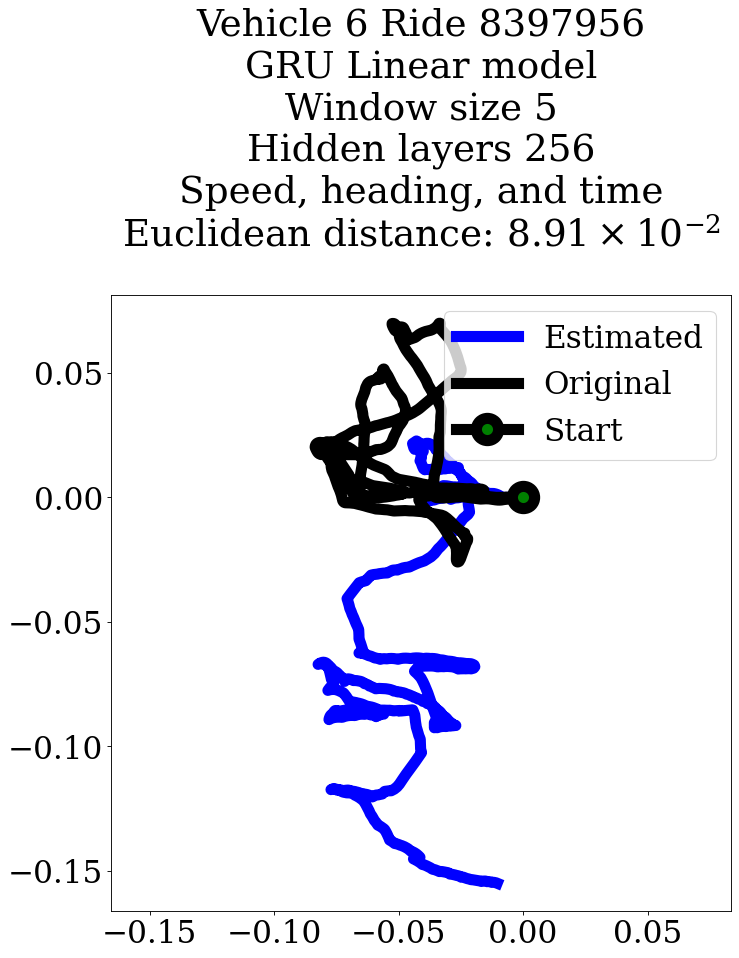 Vehicle 6 Ride 8397956
GRU Linear model
Window size 5
Hidden layers 256
Speed, heading, and time
Euclidean distance: 8.91 × 10⁻²
Estimated
Original
Start
0.05
0.00
−0.05
−0.10
−0.15
−0.15 −0.10 −0.05 0.00 0.05